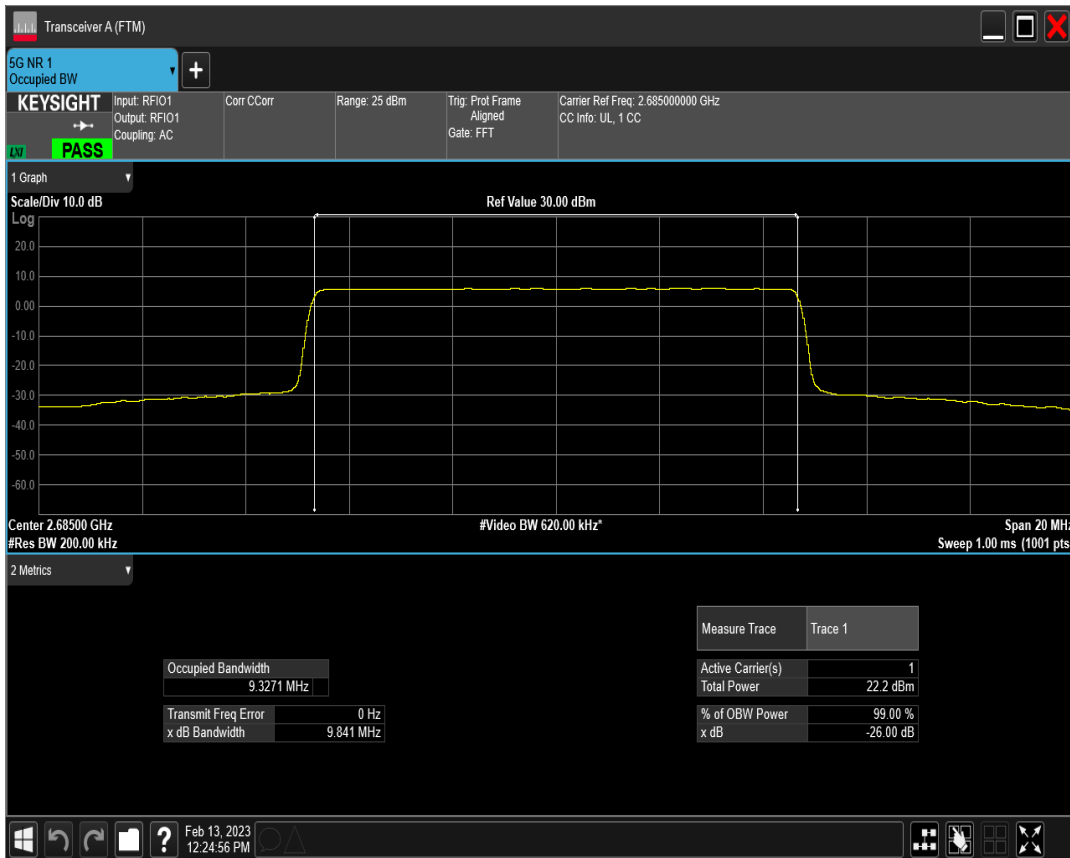 Transceiver A (FTM)
5G NR 1
Occupied BW
+
KEYSIGHT
LXI
PASS
Input: RFIO1
Output: RFIO1
Coupling: AC
Corr CCorr
Range: 25 dBm
Trig: Prot Frame
Aligned
Gate: FFT
Carrier Ref Freq: 2.685000000 GHz
CC Info: UL, 1 CC
1 Graph
Scale/Div 10.0 dB
Ref Value 30.00 dBm
Log
20.0
10.0
0.00
-10.0
-20.0
-30.0
-40.0
-50.0
-60.0
Center 2.68500 GHz
#Video BW 620.00 kHz*
Span 20 MHz
#Res BW 200.00 kHz
Sweep 1.00 ms (1001 pts
2 Metrics
Measure Trace Trace 1
Occupied Bandwidth
9.3271 MHz
Active Carrier(s) 1
Total Power 22.2 dBm
Transmit Freq Error 0 Hz
x dB Bandwidth 9.841 MHz
% of OBW Power 99.00 %
x dB -26.00 dB
?
Feb 13, 2023
12:24:56 PM